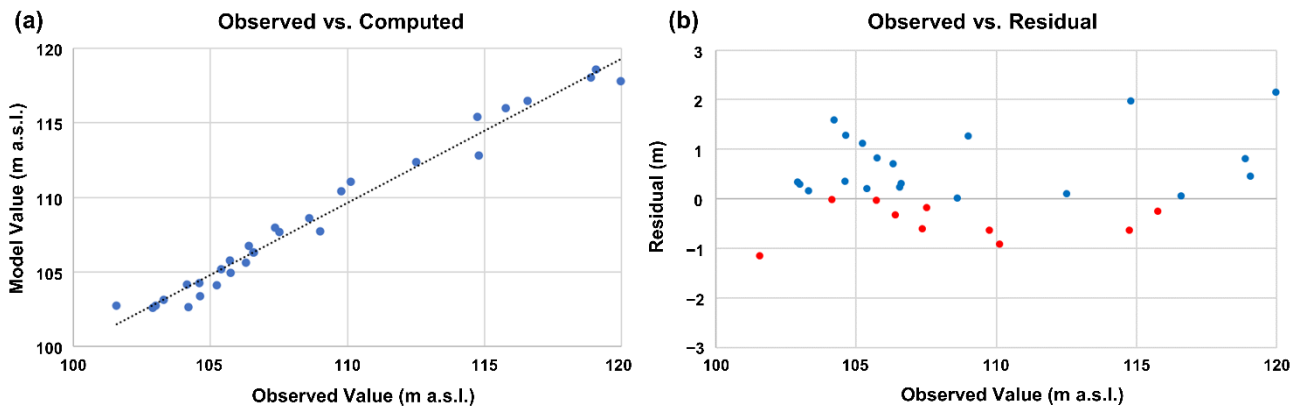 (a)
Observed vs. Computed
Model Value (m a.s.l.)
120
115
110
105
100
100
105
110
115
120
Observed Value (m a.s.l.)
(b)
Observed vs. Residual
Residual (m)
3
2
1
0
−1
−2
−3
100
105
110
115
120
Observed Value (m a.s.l.)